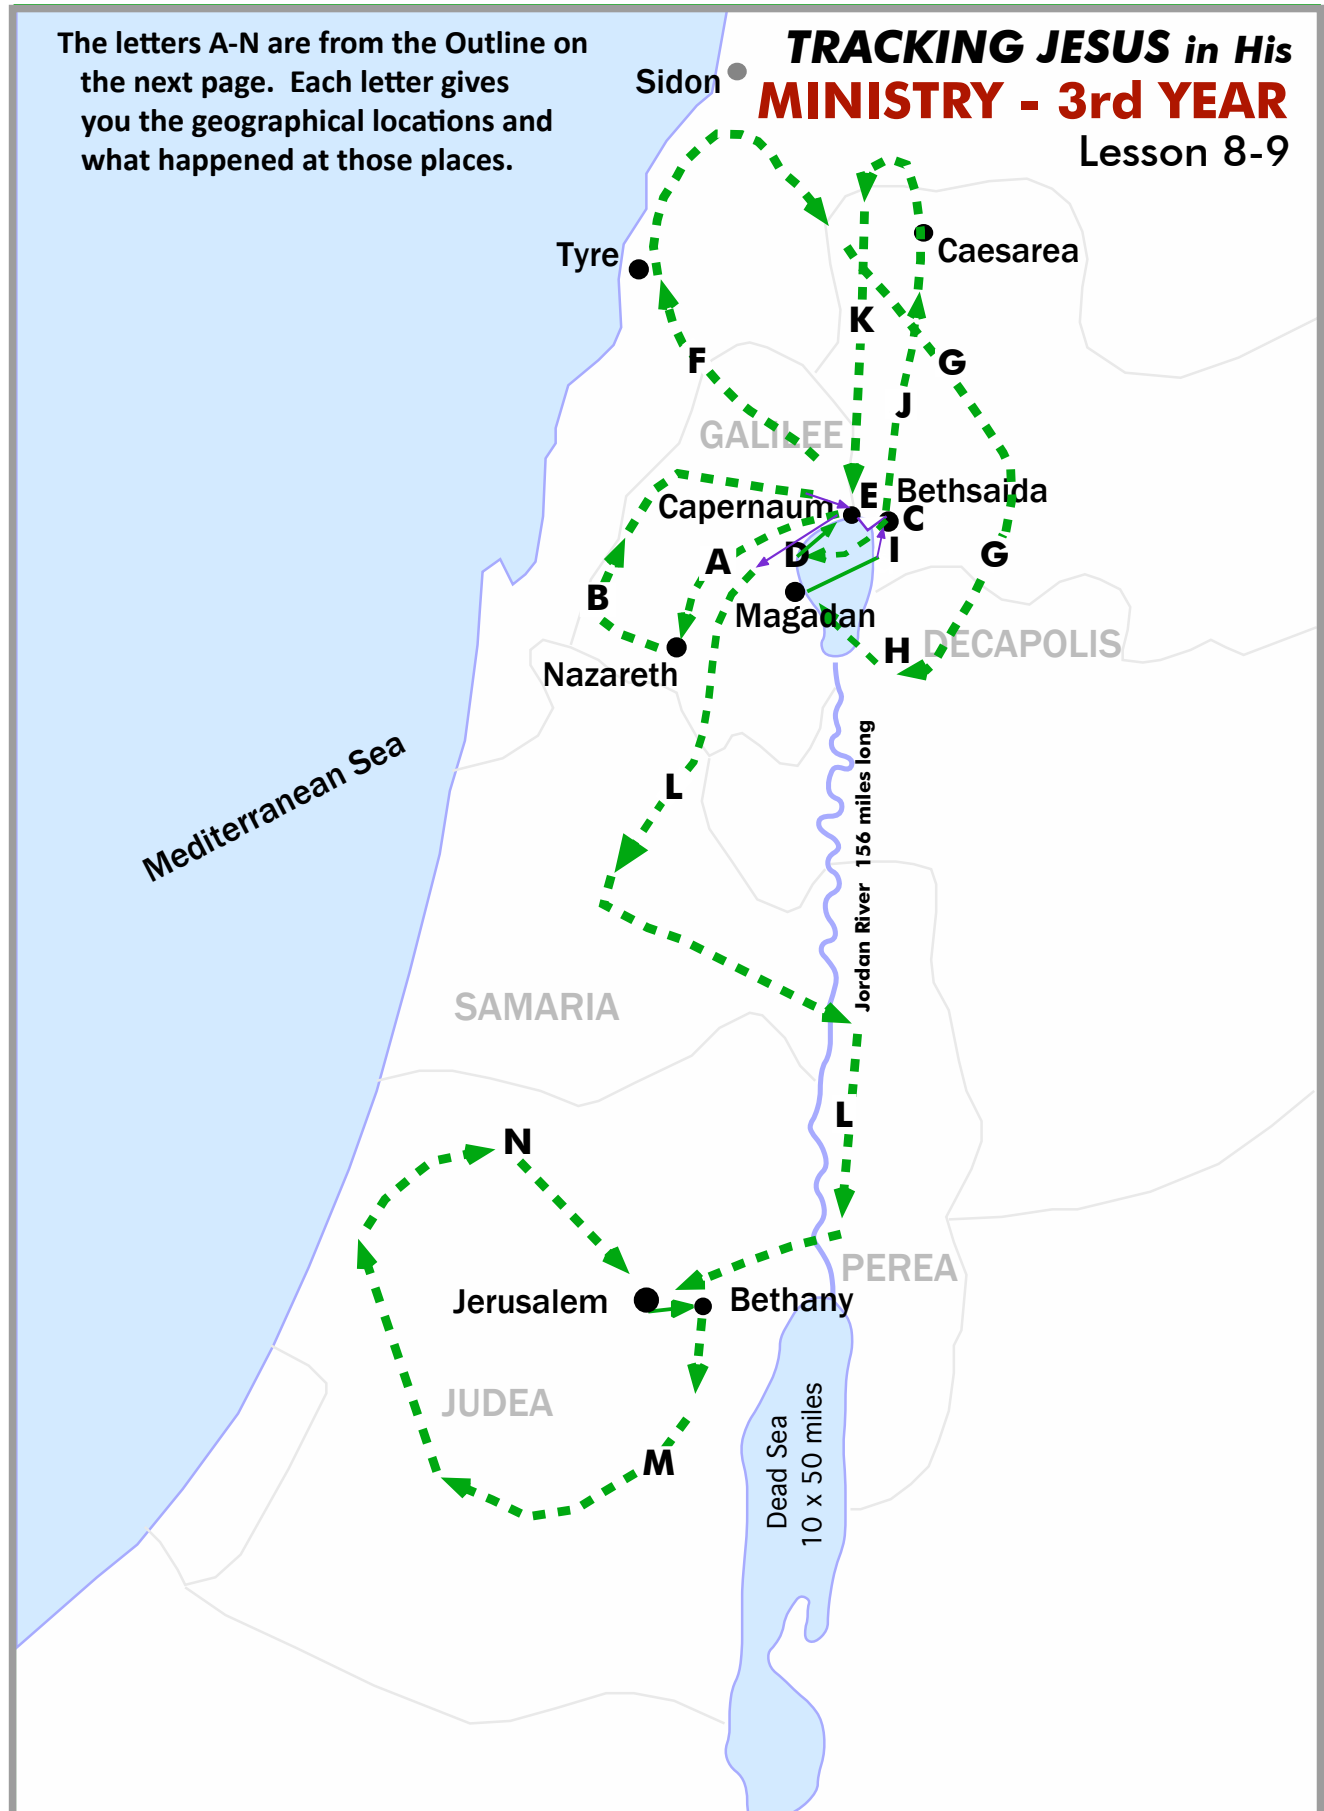 The letters A-N are from the Outline on
the next page. Each letter gives
you the geographical locations and
what happened at those places.
TRACKING JESUS in His
MINISTRY - 3rd YEAR
Lesson 8-9
Sidon
Tyre
Caesarea
K
F
G
J
GALILEE
E
Bethsaida
Capernaum
C
D
I
G
A
B
Magadan
H
DECAPOLIS
Nazareth
Mediterranean Sea
L
Jordan River 156 miles long
SAMARIA
L
N
PEREA
Jerusalem
Bethany
JUDEA
M
Dead Sea
10 x 50 miles